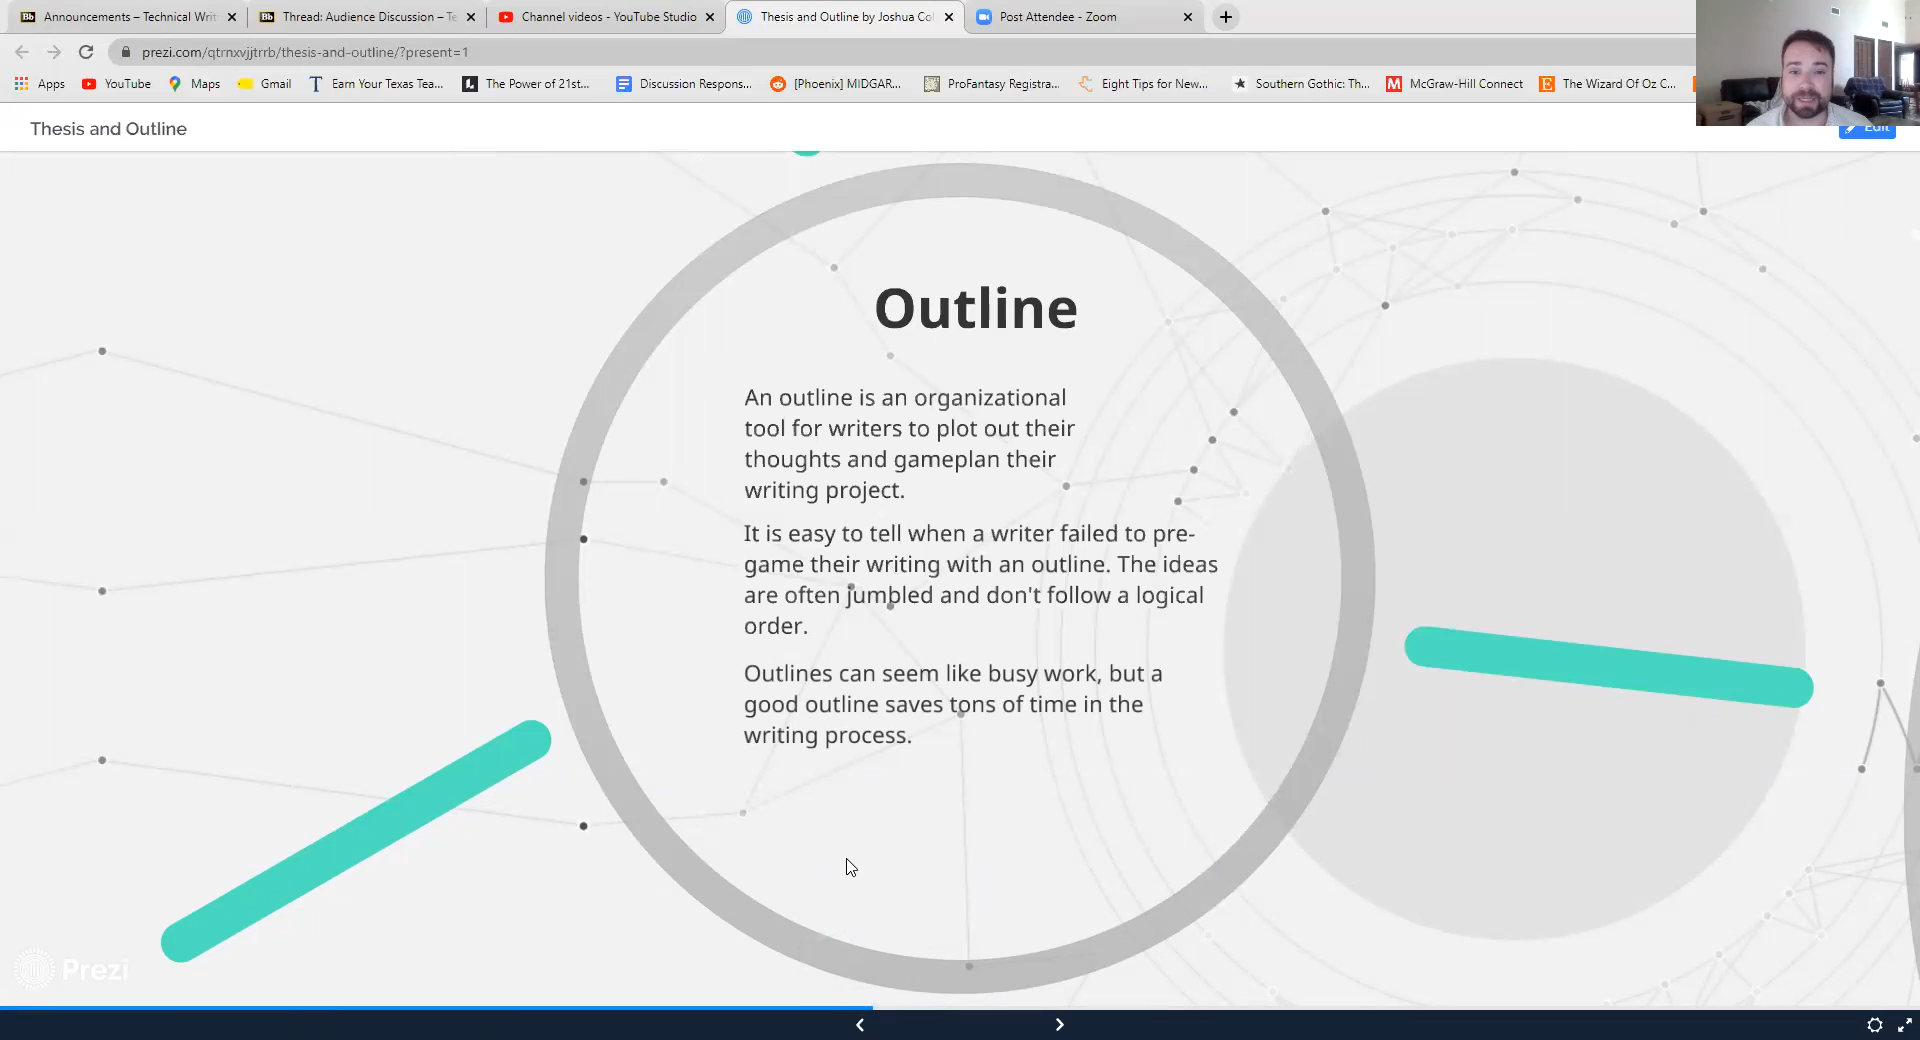 Announcements – Technical Writ
Thread: Audience Discussion – Te
Channel videos - YouTube Studio
Thesis and Outline by Joshua Co
Post Attendee - Zoom
prezi.com/qtrnxvjjtrrb/thesis-and-outline/?present=1
Apps
YouTube
Maps
Gmail
Earn Your Texas Tea...
The Power of 21st...
Discussion Respons...
[Phoenix] MIDGAR...
ProFantasy Registra...
Eight Tips for New...
Southern Gothic: Th...
McGraw-Hill Connect
The Wizard Of Oz C...
Thesis and Outline
Edit
Outline
An outline is an organizational
tool for writers to plot out their
thoughts and gameplan their
writing project.
It is easy to tell when a writer failed to pre-
game their writing with an outline. The ideas
are often jumbled and don't follow a logical
order.
Outlines can seem like busy work, but a
good outline saves tons of time in the
writing process.
Prezi